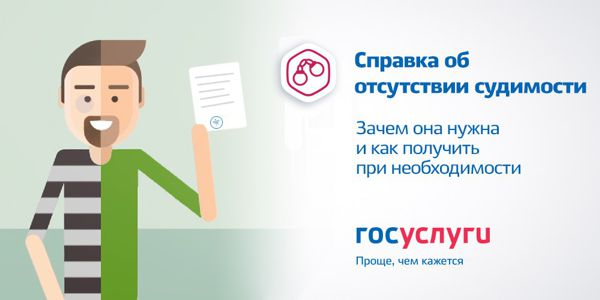 Справка об
отсутствии судимости
Зачем она нужна
и как получить
при необходимости
госуслуги
Проще, чем кажется